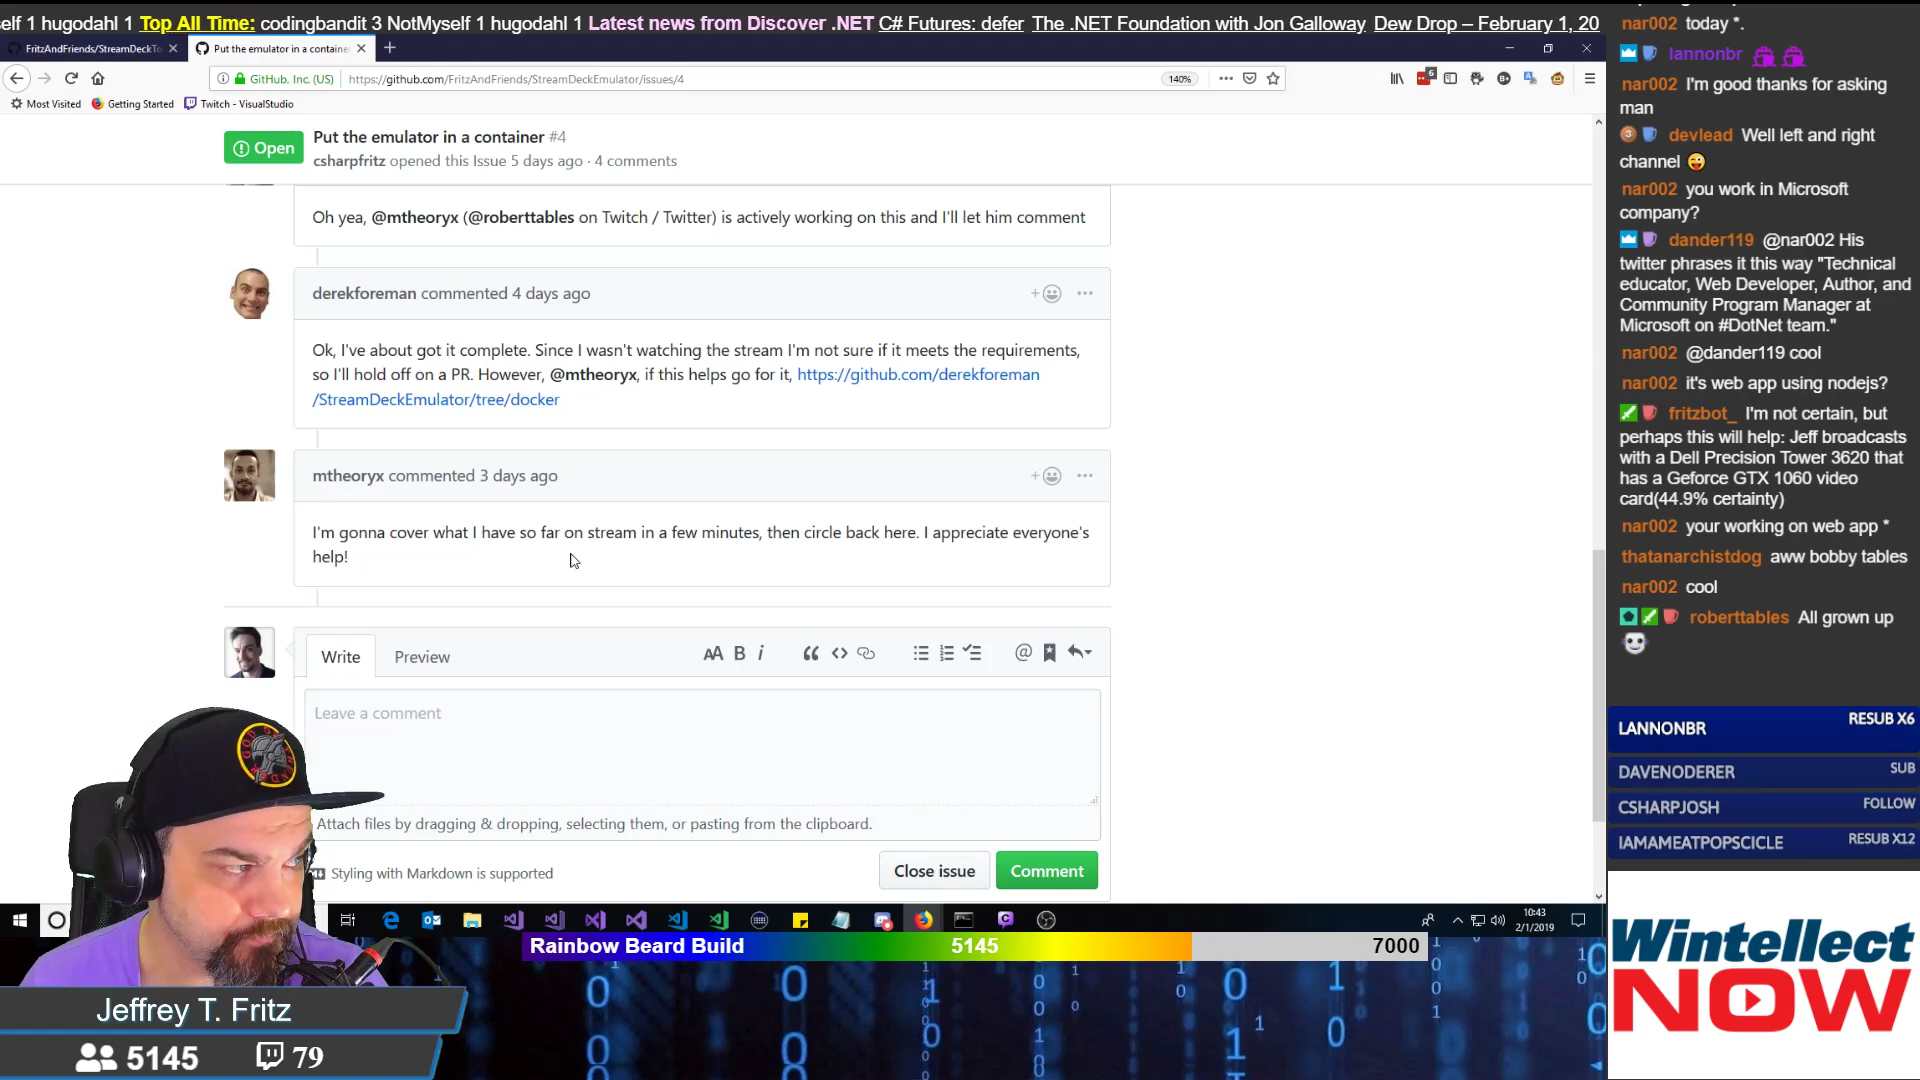 elf 1 hugodahl 1 Top All Time: codingbandit 3 NotMyself 1 hugodahl 1 Latest news from Discover .NET C# Futures: defer The .NET Foundation with Jon Galloway Dew Drop – February 1, 20
FritzAndFriends/StreamDeckTo
Put the emulator in a containe
GitHub, Inc. (US)
https://github.com/FritzAndFriends/StreamDeckEmulator/issues/4
140%
6
Most Visited
Getting Started
Twitch - VisualStudio
Open
Put the emulator in a container #4
csharpfritz opened this Issue 5 days ago · 4 comments
Oh yea, @mtheoryx (@roberttables on Twitch / Twitter) is actively working on this and I'll let him comment
derekforeman commented 4 days ago
Ok, I've about got it complete. Since I wasn't watching the stream I'm not sure if it meets the requirements,
so I'll hold off on a PR. However, @mtheoryx, if this helps go for it, https://github.com/derekforeman
/StreamDeckEmulator/tree/docker
mtheoryx commented 3 days ago
I'm gonna cover what I have so far on stream in a few minutes, then circle back here. I appreciate everyone's
help!
Write
Preview
Leave a comment
Attach files by dragging & dropping, selecting them, or pasting from the clipboard.
Styling with Markdown is supported
Close issue
Comment
10:43
2/1/2019
Rainbow Beard Build
5145
7000
Jeffrey T. Fritz
5145
79
nar002 today *.
lannonbr
nar002 I'm good thanks for asking
man
devlead Well left and right
channel 😜
nar002 you work in Microsoft
company?
dander119 @nar002 His
twitter phrases it this way "Technical
educator, Web Developer, Author, and
Community Program Manager at
Microsoft on #DotNet team."
nar002 @dander119 cool
nar002 it's web app using nodejs?
fritzbot_ I'm not certain, but
perhaps this will help: Jeff broadcasts
with a Dell Precision Tower 3620 that
has a Geforce GTX 1060 video
card(44.9% certainty)
nar002 your working on web app *
thatanarchistdog aww bobby tables
nar002 cool
roberttables All grown up
LANNONBR RESUB X6
DAVENODERER SUB
CSHARPJOSH FOLLOW
IAMAMEATPOPSCICLE RESUB X12
Wintellect
NOW